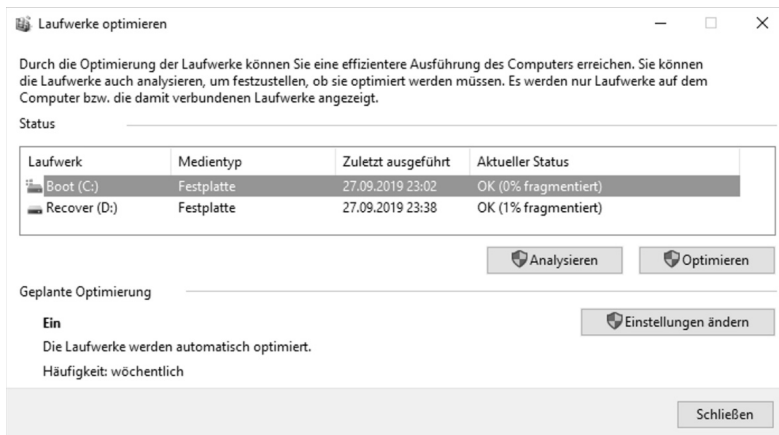 Laufwerke optimieren
Durch die Optimierung der Laufwerke können Sie eine effizientere Ausführung des Computers erreichen. Sie können
die Laufwerke auch analysieren, um festzustellen, ob sie optimiert werden müssen. Es werden nur Laufwerke auf dem
Computer bzw. die damit verbundenen Laufwerke angezeigt.
Status
Laufwerk Medientyp Zuletzt ausgeführt Aktueller Status
Boot (C:) Festplatte 27.09.2019 23:02 OK (0% fragmentiert)
Recover (D:) Festplatte 27.09.2019 23:38 OK (1% fragmentiert)
Analysieren Optimieren
Geplante Optimierung
Ein Einstellungen ändern
Die Laufwerke werden automatisch optimiert.
Häufigkeit: wöchentlich
Schließen